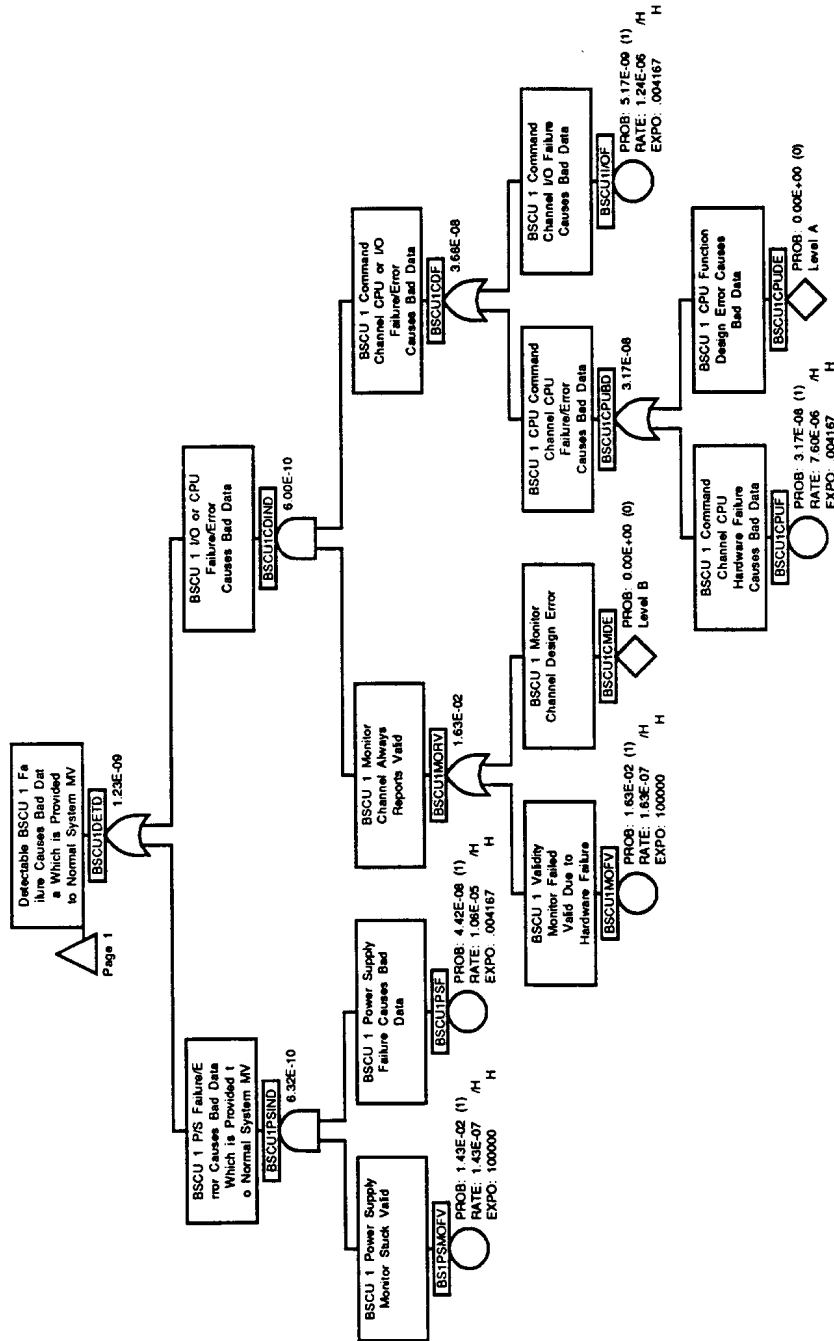 Detectable BSCU 1 Fa
ilure Causes Bad Dat
a Which is Provided
to Normal System MV
BSCU1DETD
1.23E-09
Page 1
BSCU 1 P/S Failure/E
rror Causes Bad Data
Which is Provided t
o Normal System MV
BSCU1PSIND
6.32E-10
BSCU 1 I/O or CPU
Failure/Error
Causes Bad Data
BSCU1CDIND
6.00E-10
BSCU 1 Power Supply
Monitor Stuck Valid
BS1PSMOFV
PROB: 1.43E-02 (1)
RATE: 1.43E-07 /H
EXPO: 100000 H
BSCU 1 Power Supply
Failure Causes Bad
Data
BSCU1PSF
PROB: 4.42E-08 (1)
RATE: 1.06E-05 /H
EXPO: .004167 H
BSCU 1 Monitor
Channel Always
Reports Valid
BSCU1MORV
1.63E-02
BSCU 1 Command
Channel CPU or I/O
Failure/Error
Causes Bad Data
BSCU1CDF
3.68E-08
BSCU 1 Validity
Monitor Failed
Valid Due to
Hardware Failure
BSCU1MOFV
PROB: 1.63E-02 (1)
RATE: 1.63E-07 /H
EXPO: 100000 H
BSCU 1 Monitor
Channel Design Error
BSCU1CMDE
PROB: 0.00E+00 (0)
Level B
BSCU 1 CPU Command
Channel CPU
Failure/Error
Causes Bad Data
BSCU1CPUBD
3.17E-08
BSCU 1 Command
Channel I/O Failure
Causes Bad Data
BSCU1I/OF
PROB: 5.17E-09 (1)
RATE: 1.24E-06 /H
EXPO: .004167 H
BSCU 1 Command
Channel CPU
Hardware Failure
Causes Bad Data
BSCU1CPUF
PROB: 3.17E-08 (1)
RATE: 7.60E-06 /H
EXPO: .004167 H
BSCU 1 CPU Function
Design Error Causes
Bad Data
BSCU1CPUDE
PROB: 0.00E+00 (0)
Level A